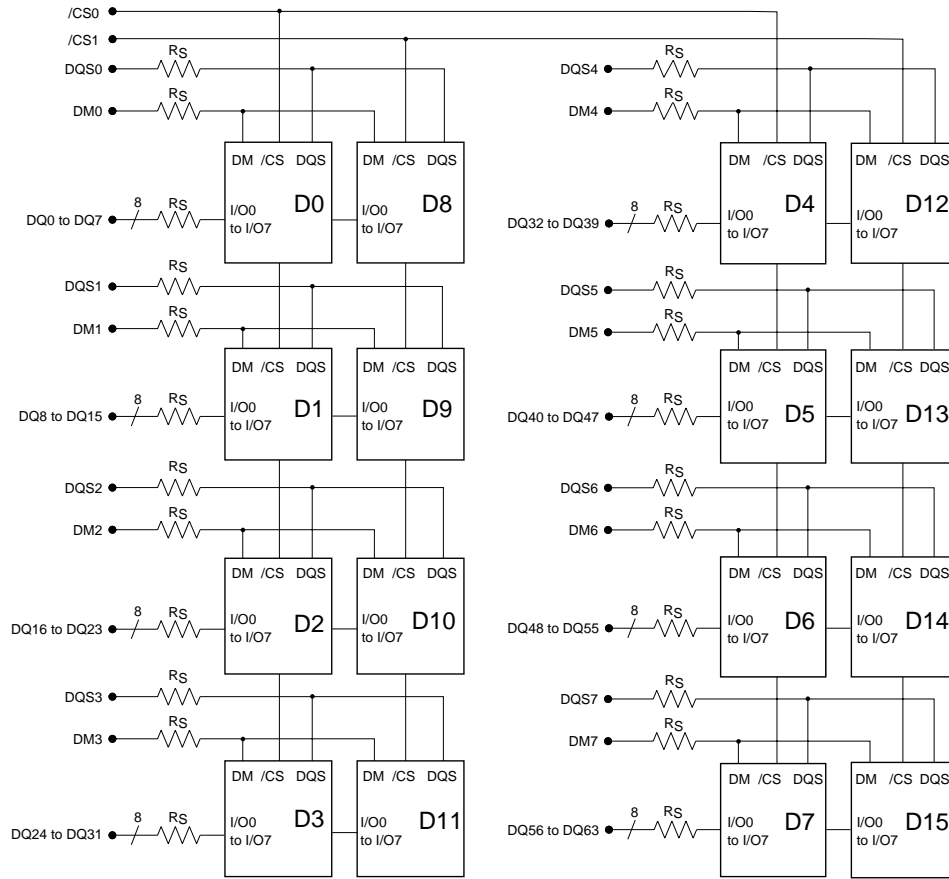 /CS0
/CS1
DQS0 RS
DM0 RS
DM /CS DQS
DM /CS DQS
D0
D8
DQ0 to DQ7 8 RS
I/O0
to I/O7
I/O0
to I/O7
DQS1 RS
DM1 RS
DM /CS DQS
DM /CS DQS
D1
D9
DQ8 to DQ15 8 RS
I/O0
to I/O7
I/O0
to I/O7
DQS2 RS
DM2 RS
DM /CS DQS
DM /CS DQS
D2
D10
DQ16 to DQ23 8 RS
I/O0
to I/O7
I/O0
to I/O7
DQS3 RS
DM3 RS
DM /CS DQS
DM /CS DQS
D3
D11
DQ24 to DQ31 8 RS
I/O0
to I/O7
I/O0
to I/O7
DQS4 RS
DM4 RS
DM /CS DQS
DM /CS DQS
D4
D12
DQ32 to DQ39 8 RS
I/O0
to I/O7
I/O0
to I/O7
DQS5 RS
DM5 RS
DM /CS DQS
DM /CS DQS
D5
D13
DQ40 to DQ47 8 RS
I/O0
to I/O7
I/O0
to I/O7
DQS6 RS
DM6 RS
DM /CS DQS
DM /CS DQS
D6
D14
DQ48 to DQ55 8 RS
I/O0
to I/O7
I/O0
to I/O7
DQS7 RS
DM7 RS
DM /CS DQS
DM /CS DQS
D7
D15
DQ56 to DQ63 8 RS
I/O0
to I/O7
I/O0
to I/O7